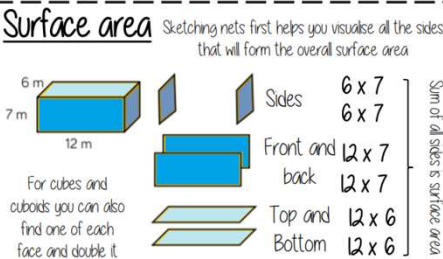 Surface area
Sketching nets first helps you visualise all the sides
that will form the overall surface area
6 m
7 m
12 m
For cubes and
cuboids you can also
find one of each
face and double it
Sides
6 x 7
6 x 7
Front and
back
12 x 7
12 x 7
Top and
Bottom
12 x 6
12 x 6
Sum of all sides is surface area